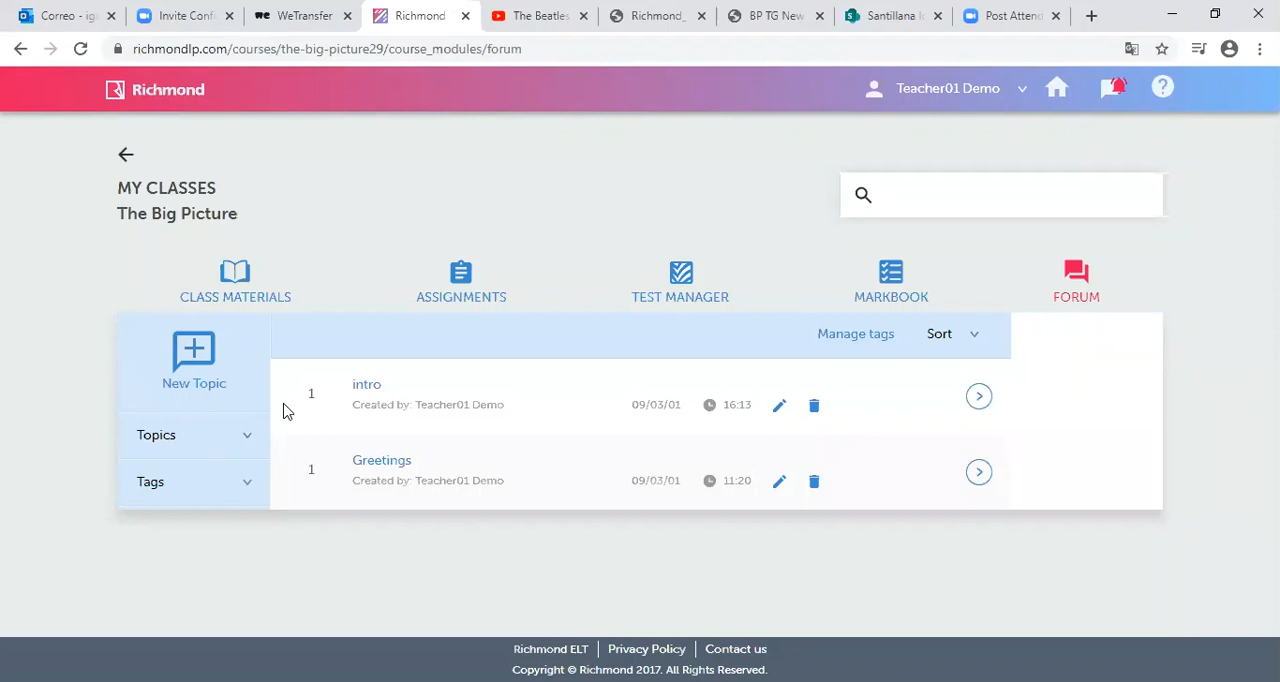 Correo - ig
Invite Conf
WeTransfer
Richmond
The Beatles
Richmond_
BP TG New
Santillana I
Post Attend
richmondlp.com/courses/the-big-picture29/course_modules/forum
Richmond
Teacher01 Demo
MY CLASSES
The Big Picture
CLASS MATERIALS
ASSIGNMENTS
TEST MANAGER
MARKBOOK
FORUM
New Topic
Manage tags
Sort
1
intro
Created by: Teacher01 Demo
09/03/01
16:13
Topics
1
Greetings
Created by: Teacher01 Demo
09/03/01
11:20
Tags
Richmond ELT
Privacy Policy
Contact us
Copyright © Richmond 2017. All Rights Reserved.